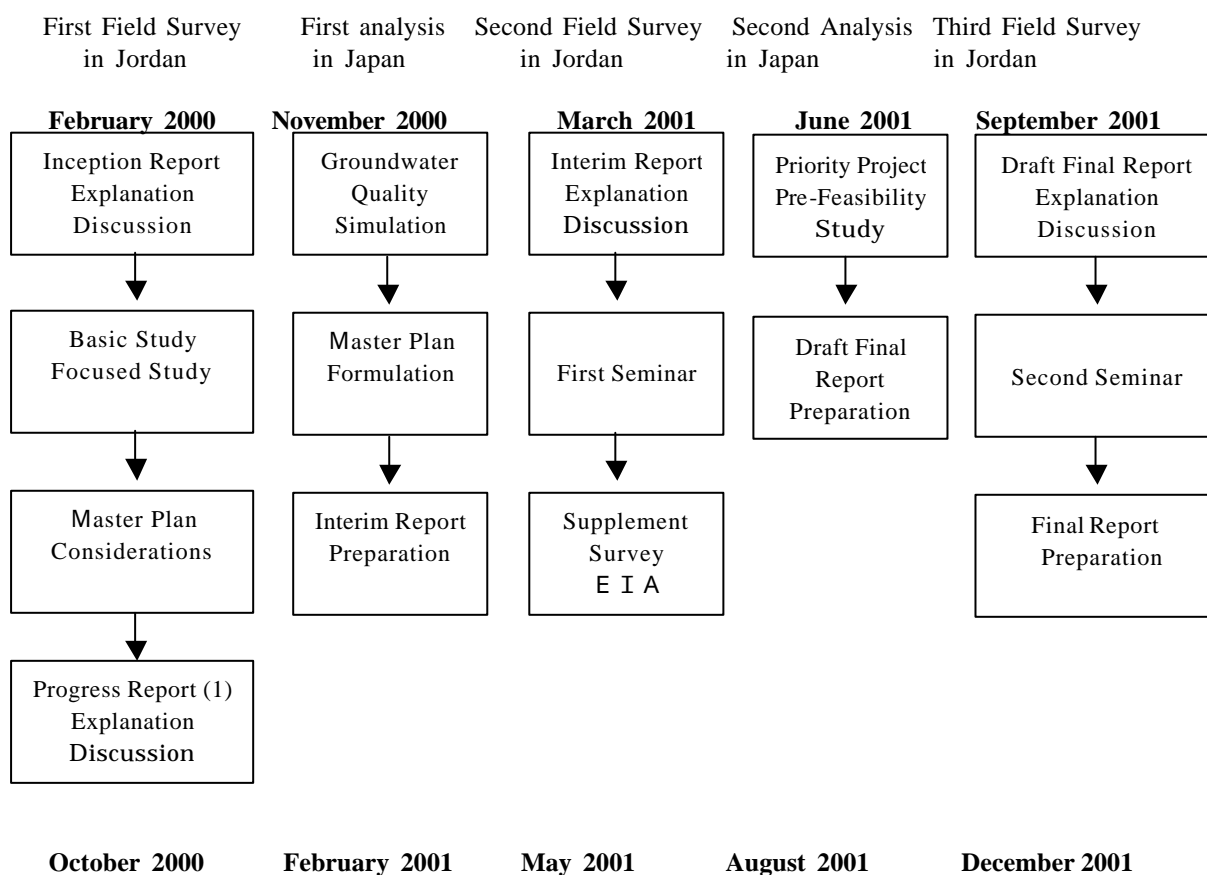 First Field Survey
in Jordan
First analysis
in Japan
Second Field Survey
in Jordan
Second Analysis
in Japan
Third Field Survey
in Jordan
February 2000
Inception Report
Explanation
Discussion
Basic Study
Focused Study
Master Plan
Considerations
Progress Report (1)
Explanation
Discussion
October 2000
November 2000
Groundwater
Quality
Simulation
Master Plan
Formulation
Interim Report
Preparation
February 2001
March 2001
Interim Report
Explanation
Discussion
First Seminar
Supplement
Survey
E I A
May 2001
June 2001
Priority Project
Pre-Feasibility
Study
Draft Final
Report
Preparation
August 2001
September 2001
Draft Final Report
Explanation
Discussion
Second Seminar
Final Report
Preparation
December 2001